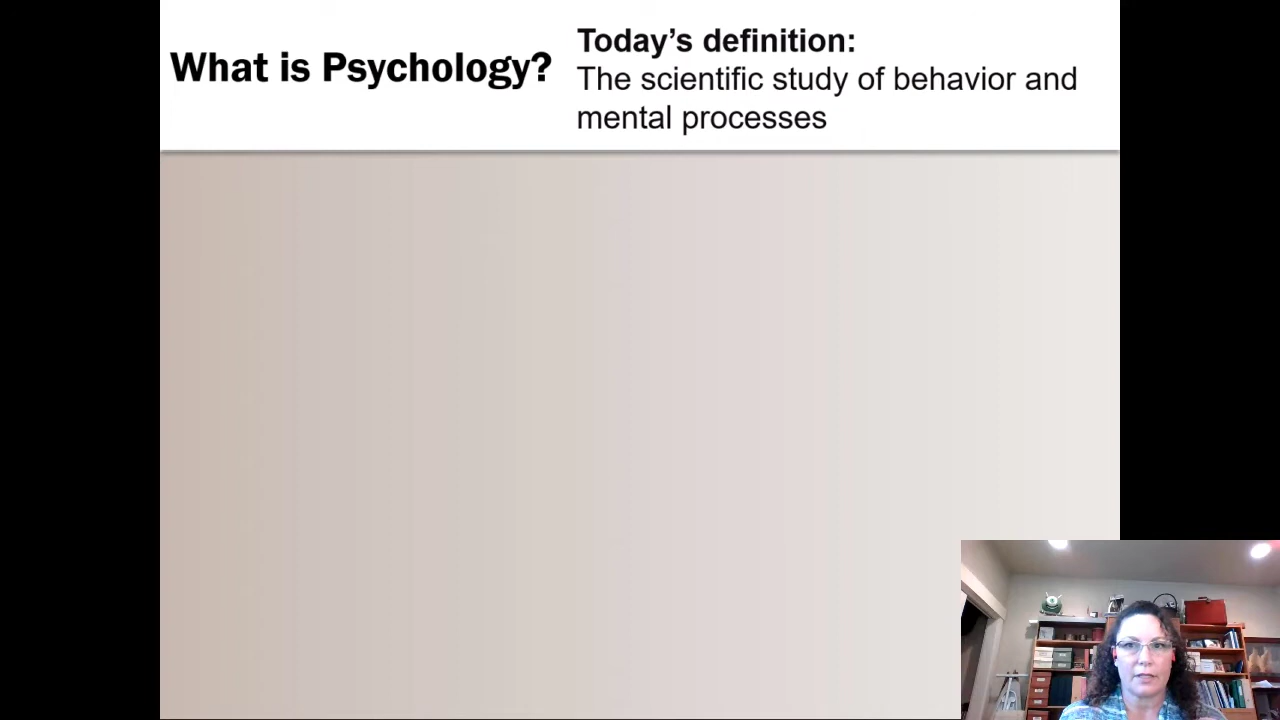 What is Psychology?
Today’s definition:
The scientific study of behavior and
mental processes